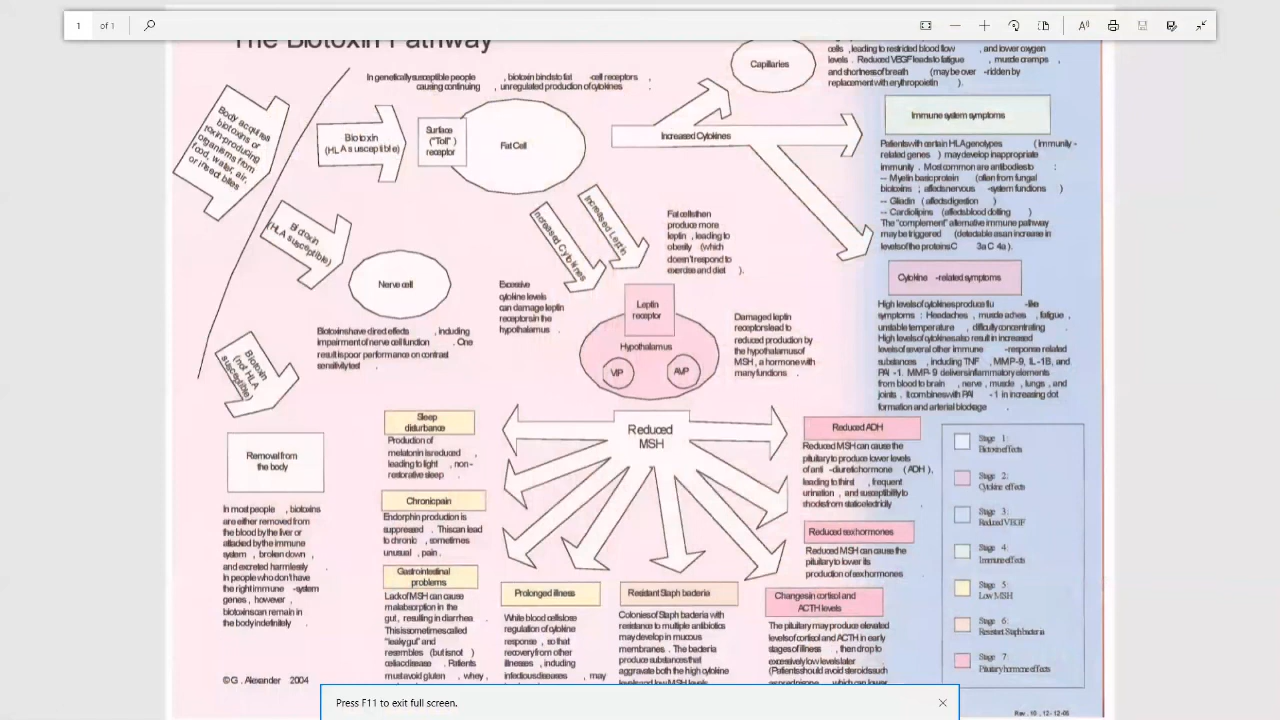 1 of 1
The Biotoxin Pathway
In genetically susceptible people , biotoxin binds to fat -cell receptors ,
causing continuing , unregulated production of cytokines .
Body acquires
biotoxins or
toxin-producing
organisms from
food, water, air
or insect bites
Biotoxin
(HLA susceptible)
Surface
("Toll" )
receptor
Fat Cell
Capillaries
Increased Cytokines
cells , leading to restricted blood flow , and lower oxygen
levels . Reduced VEGF leads to fatigue , muscle cramps ,
and shortness of breath (may be over -ridden by
replacement with erythropoietin ).
Immune system symptoms
Patients with certain HLA genotypes (immunity -
related genes ) may develop inappropriate
immunity . Most common are antibodies to :
-- Myelin basic protein (often from fungal
biotoxins ; affects nervous -system functions )
-- Gliadin (affects digestion )
-- Cardiolipins (affects blood clotting )
The "complement" alternative immune pathway
may be triggered (detectable as an increase in
levels of the proteins C 3a C 4a ).
Cytokine -related symptoms
High levels of cytokines produce flu -like
symptoms : Headaches , muscle aches , fatigue ,
unstable temperature , difficulty concentrating .
High levels of cytokines also result in increased
levels of several other immune -response related
substances , including TNF , MMP-9, IL-1B, and
PAI -1. MMP-9 delivers inflammatory elements
from blood to brain , nerve , muscle , lungs , and
joints . It combines with PAI -1 in increasing clot
formation and arterial blockage .
Biotoxin
(HLA susceptible)
Nerve cell
Biotoxins have direct effects , including
impairment of nerve cell function . One
result is poor performance on contrast
sensitivity test .
Increased Cytokines
Increased Leptin
Fat cells then
produce more
leptin , leading to
obesity (which
doesn't respond to
exercise and diet ).
Excessive
cytokine levels
can damage leptin
receptors in the
hypothalamus .
Leptin
receptor
Hypothalamus
VIP
AVP
Damaged leptin
receptors lead to
reduced production by
the hypothalamus of
MSH , a hormone with
many functions .
Biotoxin
(not HLA
susceptible)
Removal from
the body
In most people , biotoxins
are either removed from
the blood by the liver or
attacked by the immune
system , broken down ,
and excreted harmlessly .
In people who don't have
the right immune -system
genes , however ,
biotoxins can remain in
the body indefinitely .
©G . Alexander 2004
Reduced
MSH
Sleep
disturbance
Production of
melatonin is reduced ,
leading to light , non-
restorative sleep .
Chronic pain
Endorphin production is
suppressed . This can lead
to chronic , sometimes
unusual , pain .
Gastrointestinal
problems
Lack of MSH can cause
malabsorption in the
gut , resulting in diarrhea .
This is sometimes called
"leaky gut" and
resembles (but is not )
celiac disease . Patients
must avoid gluten , whey ,
Prolonged illness
White blood cells lose
regulation of cytokine
response , so that
recovery from other
illnesses , including
infectious diseases , may
Resistant Staph bacteria
Colonies of Staph bacteria with
resistance to multiple antibiotics
may develop in mucous
membranes . The bacteria
produce substances that
aggravate both the high cytokine
levels and low MSH levels .
Reduced ADH
Reduced MSH can cause the
pituitary to produce lower levels
of anti -diuretic hormone (ADH ),
leading to thirst , frequent
urination , and susceptibility to
shocks from static electricity .
Reduced sex hormones
Reduced MSH can cause the
pituitary to lower its
production of sex hormones .
Changes in cortisol and
ACTH levels
The pituitary may produce elevated
levels of cortisol and ACTH in early
stages of illness , then drop to
excessively low levels later .
(Patients should avoid steroids such
as prednisone , which can lower
Stage 1:
Biotoxin effects
Stage 2:
Cytokine effects
Stage 3:
Reduced VEGF
Stage 4:
Immune effects
Stage 5:
Low MSH
Stage 6:
Resistant Staph bacteria
Stage 7:
Pituitary hormone effects
Rev . 10 , 12-12-05
Press F11 to exit full screen.